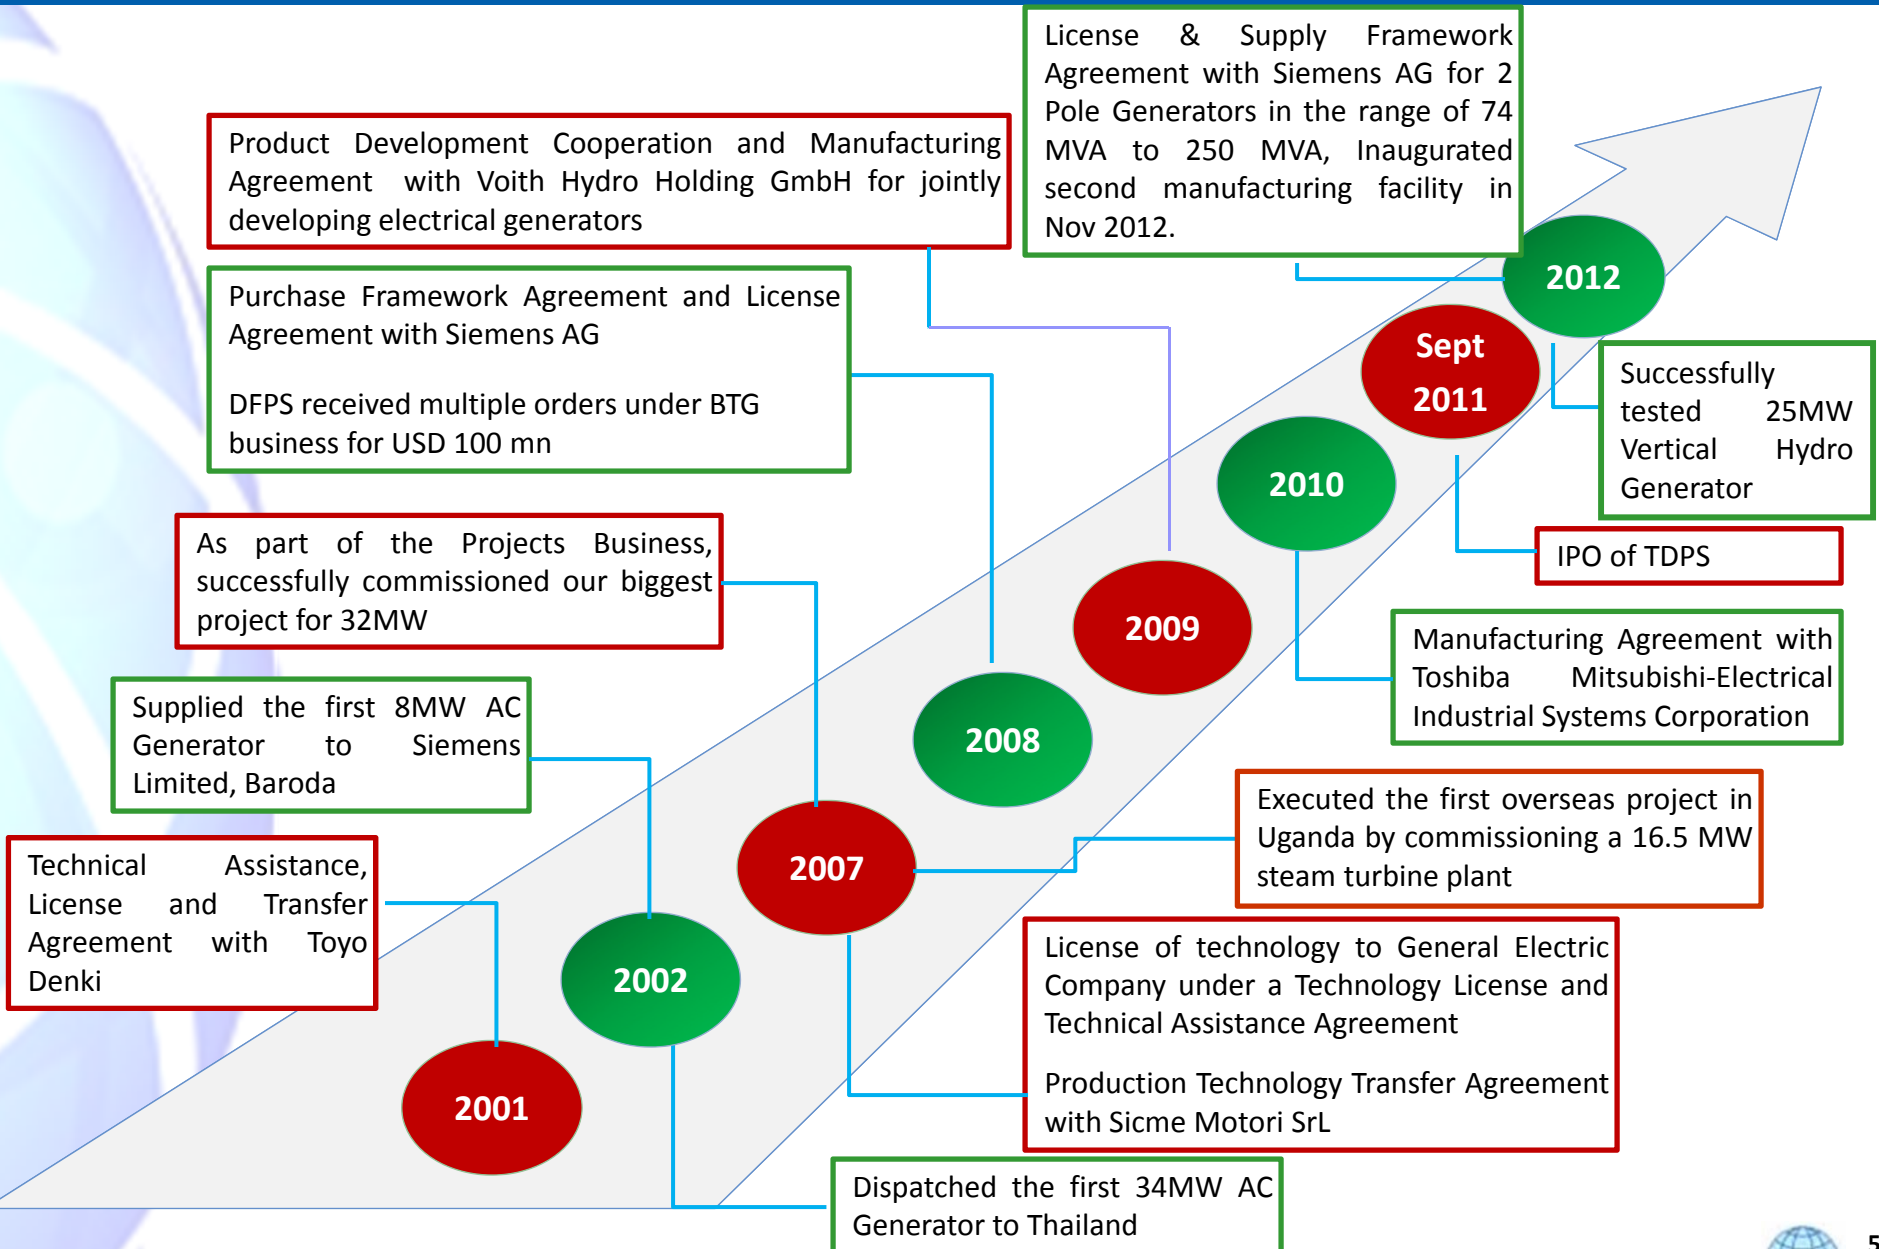 License & Supply Framework
Agreement with Siemens AG for 2
Pole Generators in the range of 74
MVA to 250 MVA, Inaugurated
second manufacturing facility in
Nov 2012.
Product Development Cooperation and Manufacturing
Agreement with Voith Hydro Holding GmbH for jointly
developing electrical generators
Purchase Framework Agreement and License
Agreement with Siemens AG
DFPS received multiple orders under BTG
business for USD 100 mn
2012
Sept
2011
Successfully
tested 25MW
Vertical Hydro
Generator
2010
IPO of TDPS
As part of the Projects Business,
successfully commissioned our biggest
project for 32MW
2009
Manufacturing Agreement with
Toshiba Mitsubishi-Electrical
Industrial Systems Corporation
Supplied the first 8MW AC
Generator to Siemens
Limited, Baroda
2008
Executed the first overseas project in
Uganda by commissioning a 16.5 MW
steam turbine plant
Technical Assistance,
License and Transfer
Agreement with Toyo
Denki
2007
License of technology to General Electric
Company under a Technology License and
Technical Assistance Agreement
Production Technology Transfer Agreement
with Sicme Motori SrL
2002
2001
Dispatched the first 34MW AC
Generator to Thailand
5